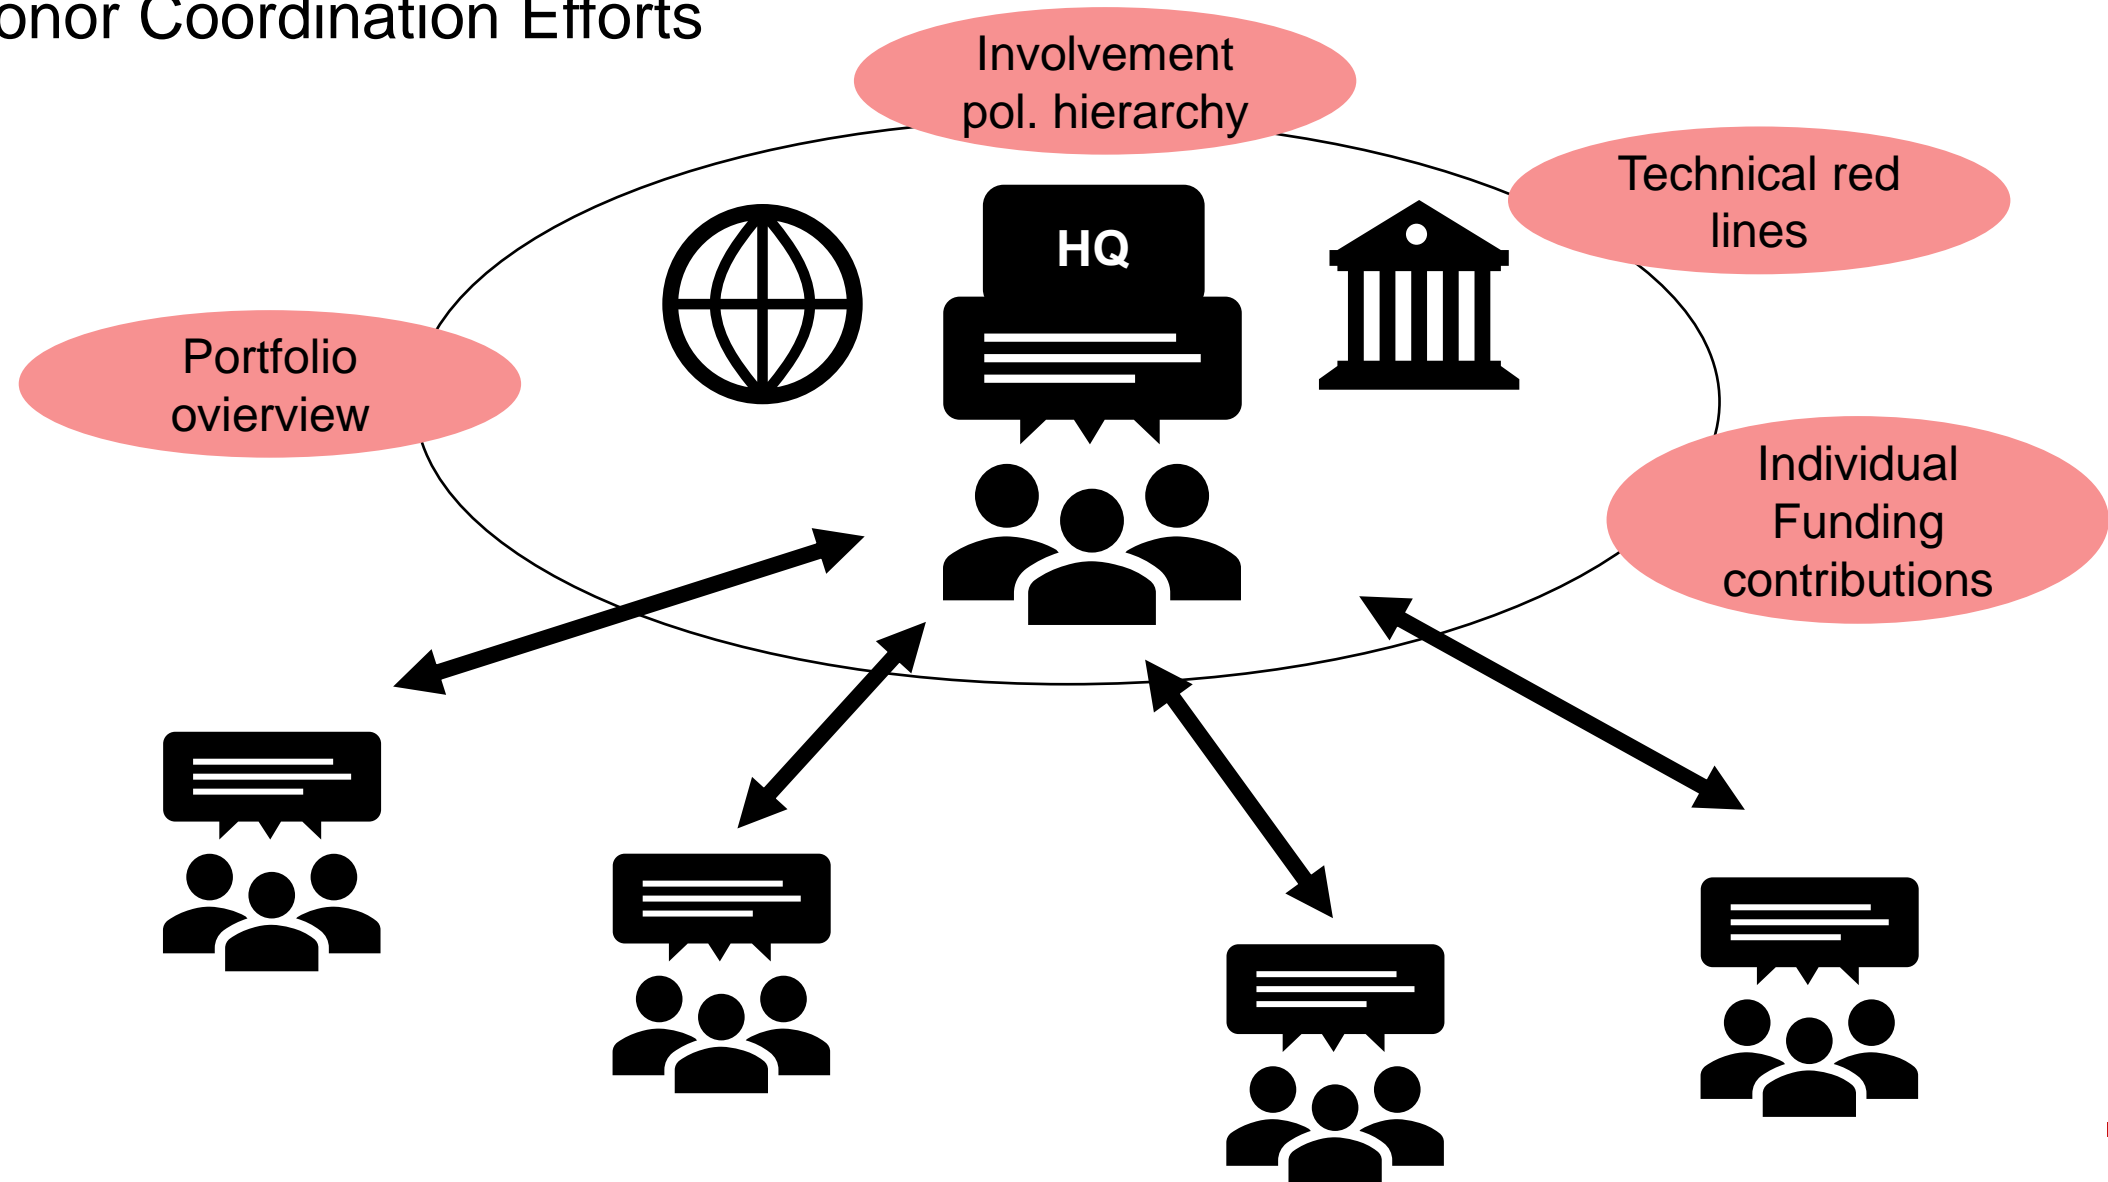 onor Coordination Efforts
Involvement
pol. hierarchy
Technical red
lines
HQ
Portfolio
ovierview
Individual
Funding
contributions